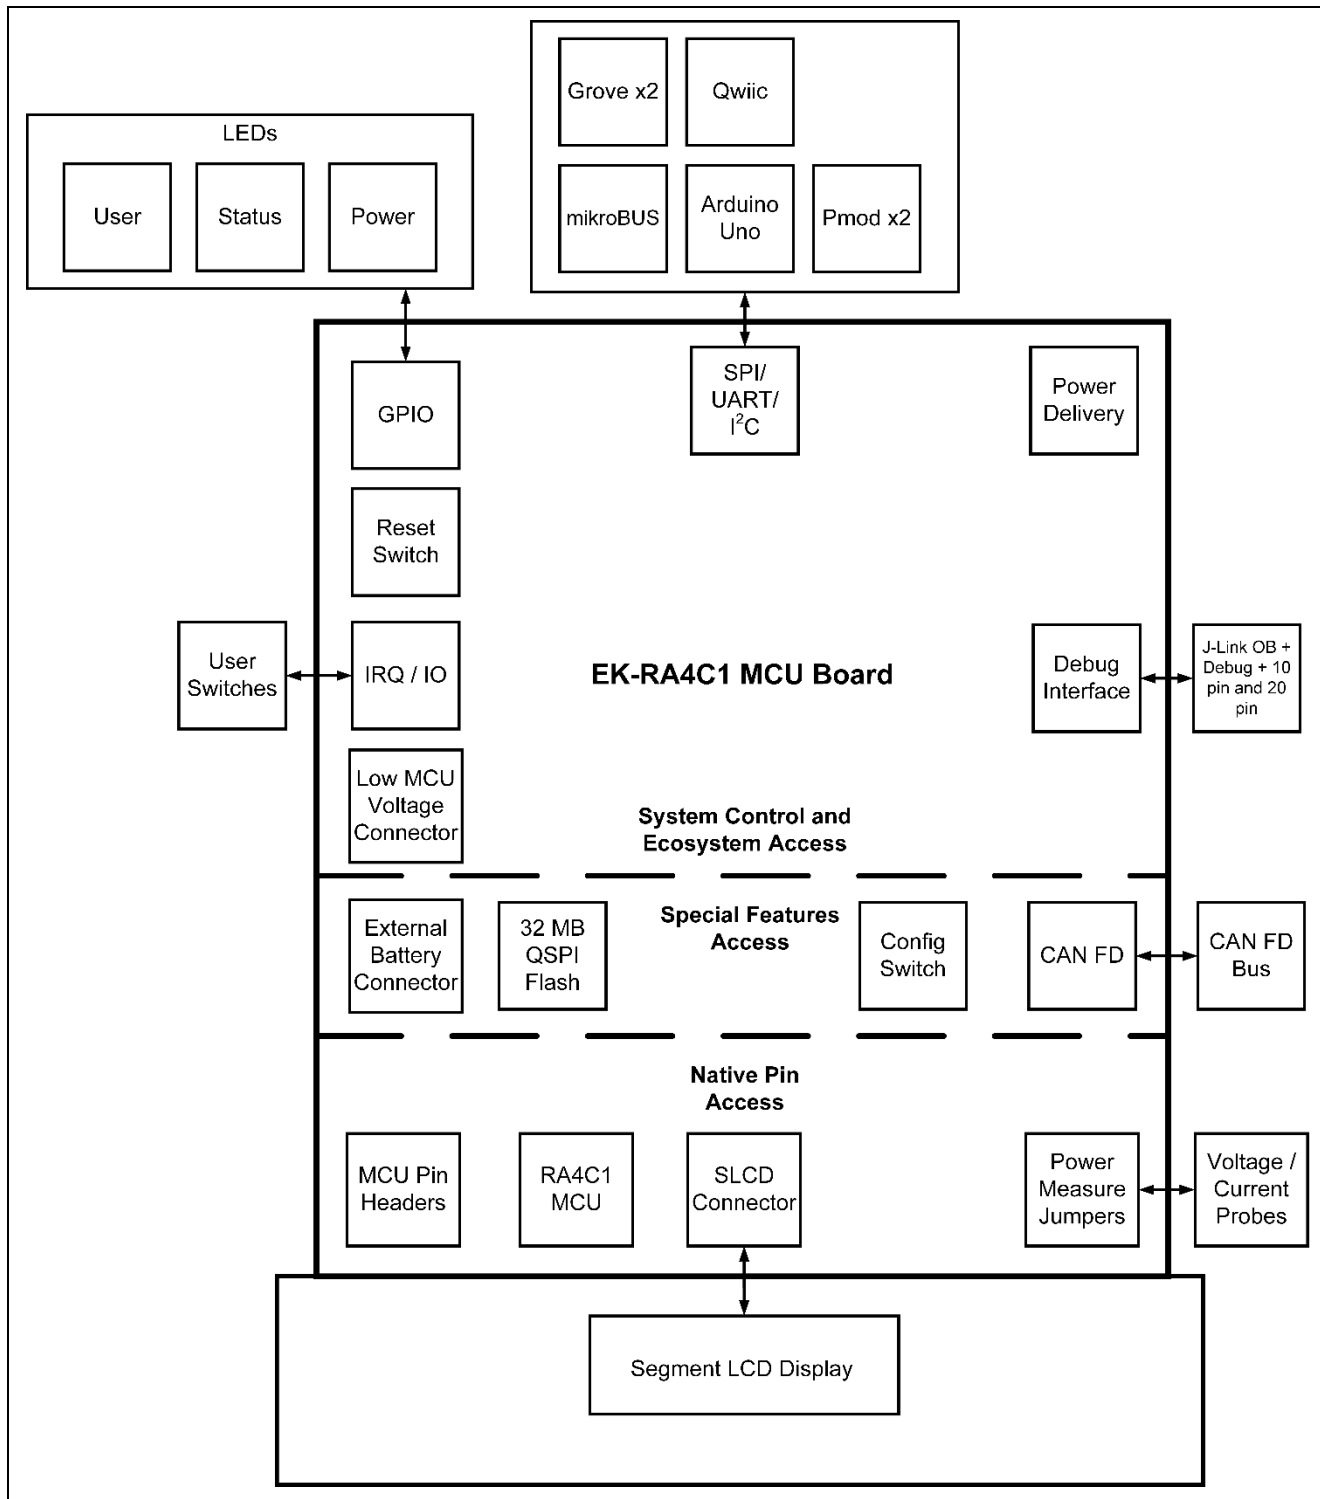 Grove x2
Qwiic
LEDs
User
Status
Power
mikroBUS
Arduino
Uno
Pmod x2
GPIO
SPI/
UART/
I²C
Power
Delivery
Reset
Switch
User
Switches
IRQ / IO
EK-RA4C1 MCU Board
Debug
Interface
J-Link OB +
Debug + 10
pin and 20
pin
Low MCU
Voltage
Connector
System Control and
Ecosystem Access
External
Battery
Connector
32 MB
QSPI
Flash
Special Features
Access
Config
Switch
CAN FD
CAN FD
Bus
Native Pin
Access
MCU Pin
Headers
RA4C1
MCU
SLCD
Connector
Power
Measure
Jumpers
Voltage /
Current
Probes
Segment LCD Display